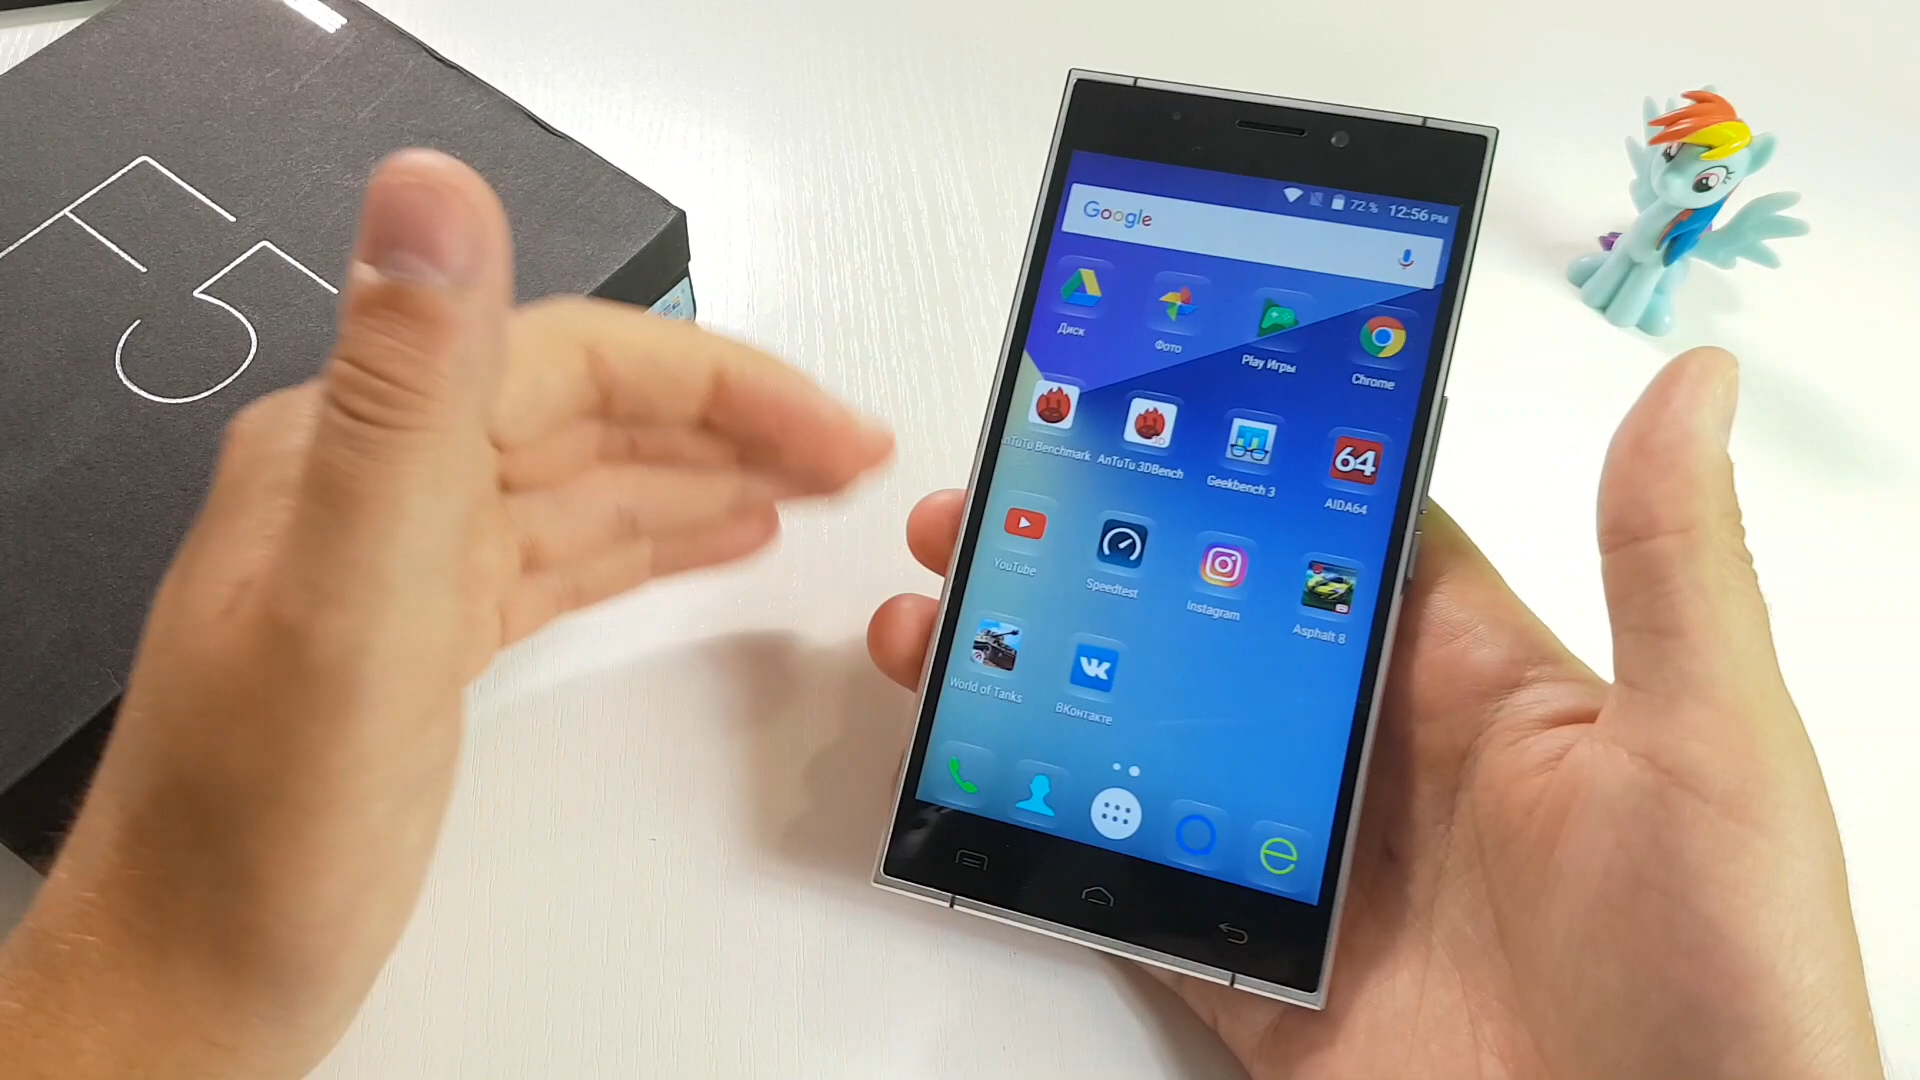 F5
72 % 12:56 PM
Google
Диск
Фото
Play Игры
Chrome
nTuTu Benchmark
AnTuTu 3DBench
Geekbench 3
64
AIDA64
YouTube
Speedtest
Instagram
Asphalt 8
World of Tanks
ВКонтакте